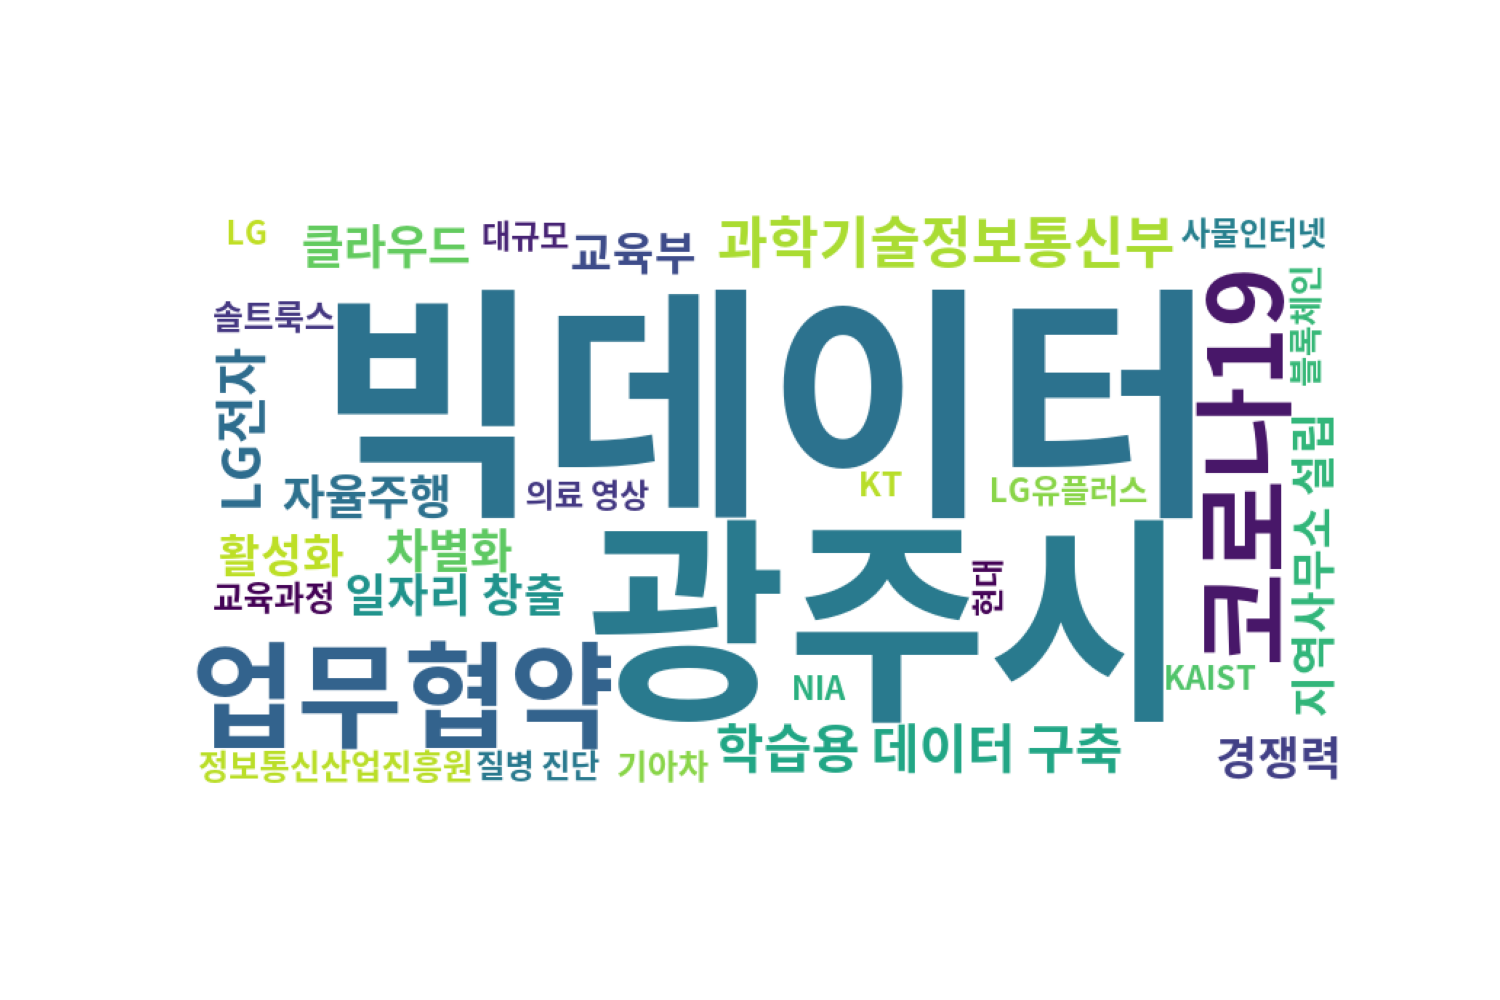 LG
클라우드
대규모
교육부
과학기술정보통신부
사물인터넷
솔트룩스
빅데이터
코로나19
블록체인
LG전자
자율주행
의료 영상
KT
LG유플러스
지역사무소 설립
활성화
차별화
광주시
현대
교육과정
일자리 창출
업무협약
NIA
KAIST
정보통신산업진흥원
질병 진단
기아차
학습용 데이터 구축
경쟁력